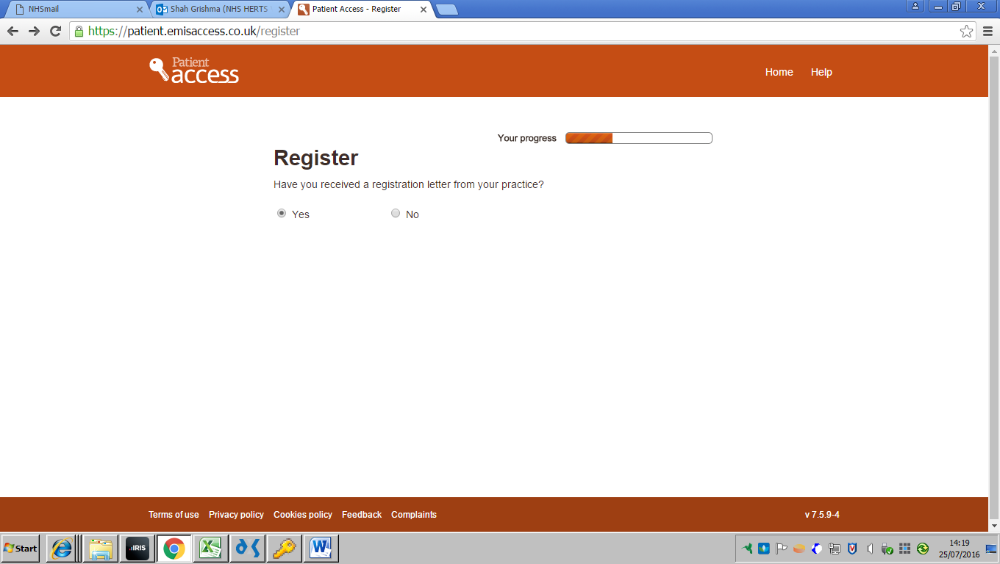 NHSmail
Shah Grishma (NHS HERTS
Patient Access - Register
https://patient.emisaccess.co.uk/register
Patient
access
Home Help
Your progress
Register
Have you received a registration letter from your practice?
Yes No
Terms of use Privacy policy Cookies policy Feedback Complaints
v 7.5.9-4
Start
IRIS
14:19
25/07/2016